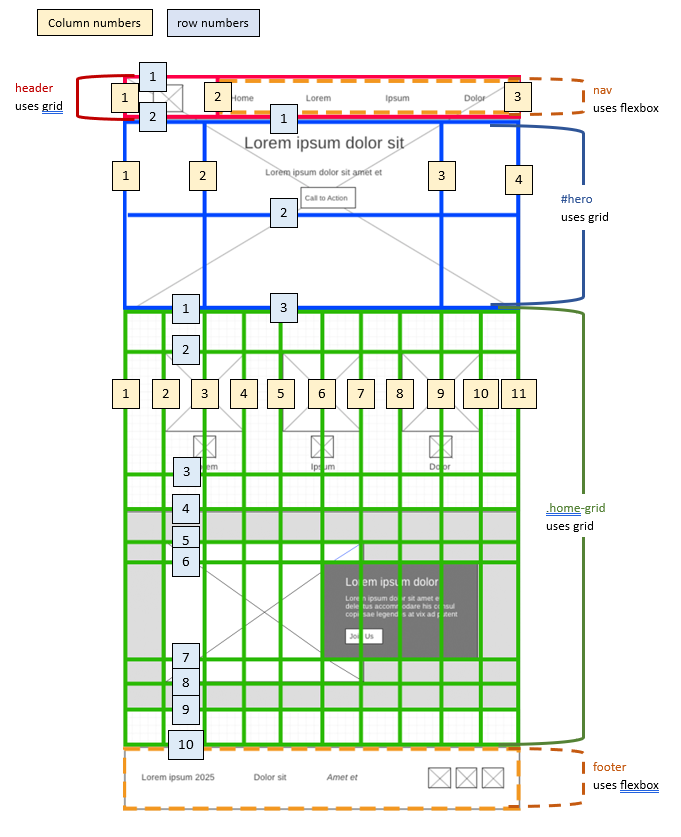 Column numbers
row numbers
header
uses grid
1
1
2
2
Home
Lorem
Ipsum
Dolor
3
nav
uses flexbox
1
Lorem ipsum dolor sit
Lorem ipsum dolor sit amet et
Call to Action
1
2
3
4
2
#hero
uses grid
1
3
2
1
2
3
4
5
6
7
8
9
10
11
3
em
Ipsum
Dolor
4
.home-grid
uses grid
5
6
Lorem ipsum dolor
Lorem ipsum dolor sit amet e
delectus accommodare his consul
copiosae legendos at vix ad putent
Join Us
7
8
9
10
Lorem ipsum 2025
Dolor sit
Amet et
footer
uses flexbox